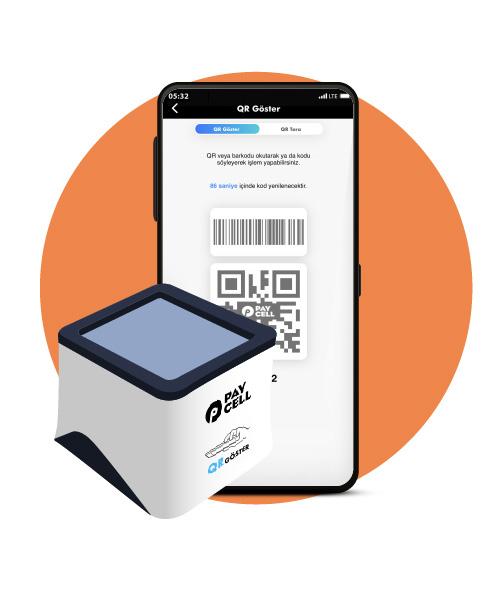 05:32
LTE
QR Göster
QR Göster
QR Tara
QR veya barkodu okutarak ya da kodu
söyleyerek işlem yapabilirsiniz.
86 saniye içinde kod yenilenecektir.
PAY
CELL
2
PAY
CELL
QR GÖSTER